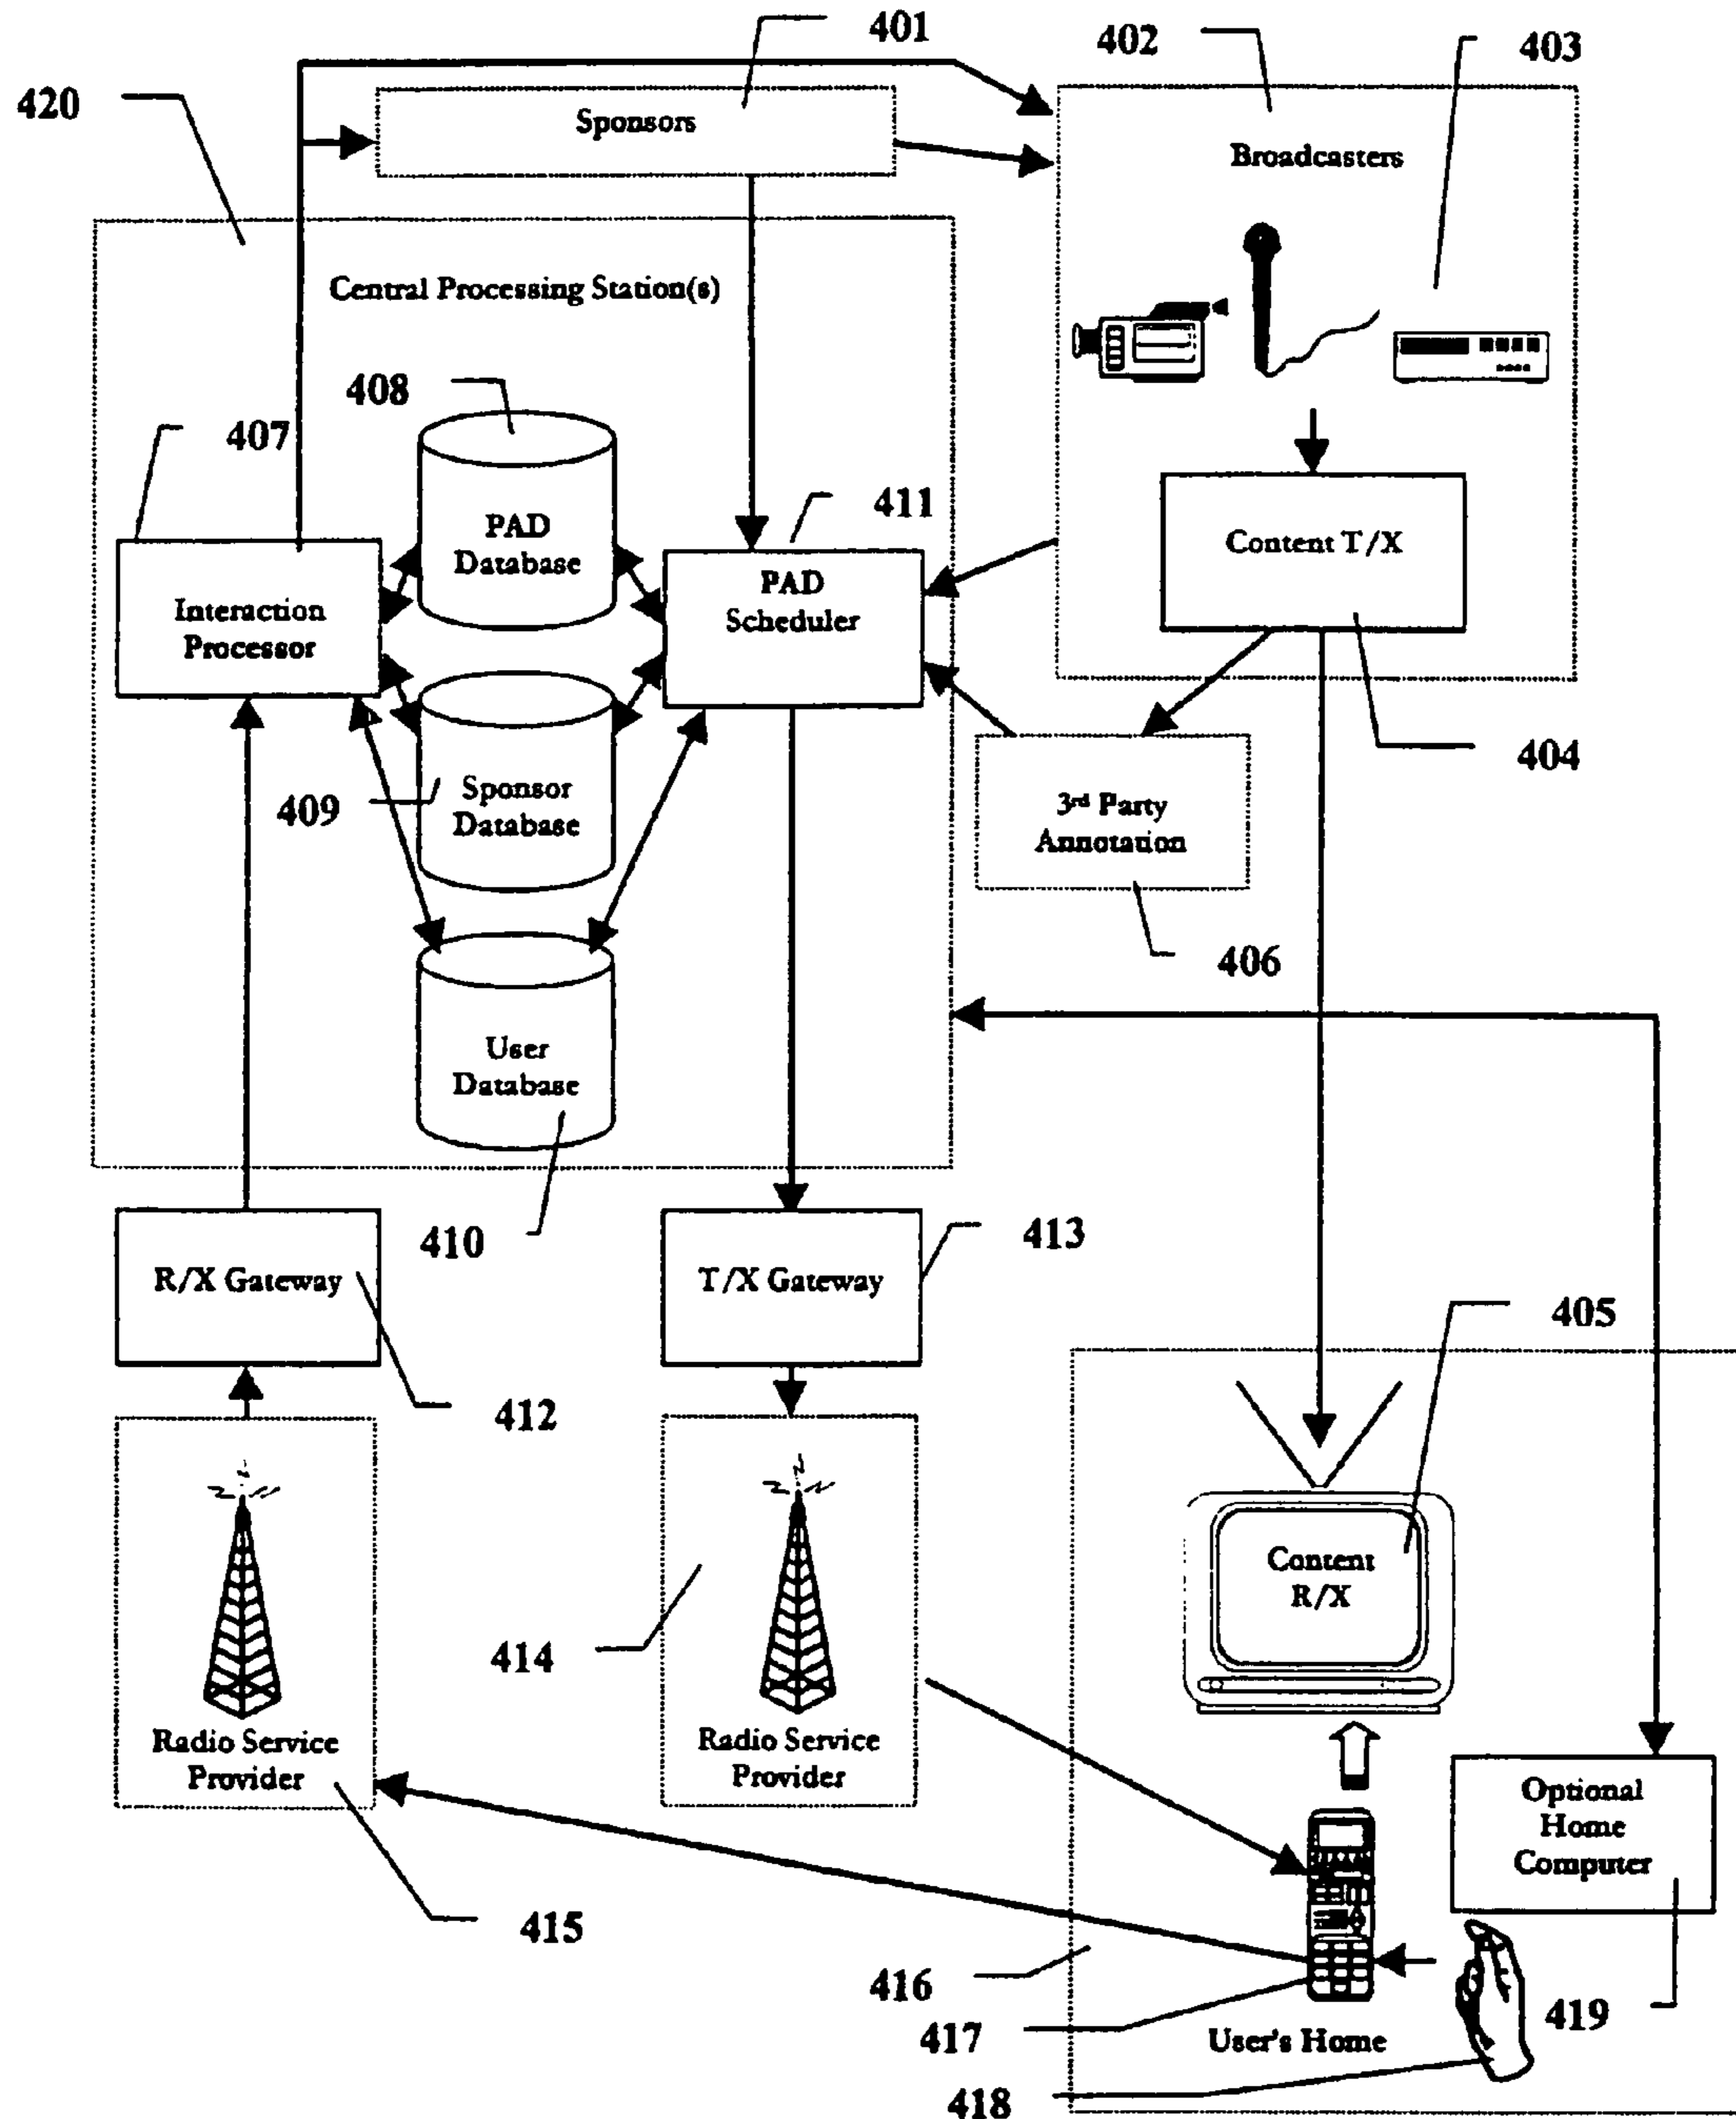 401
402
403
420
Sponsors
Broadcasters
Central Processing Station(s)
408
407
PAD
Database
411
PAD
Scheduler
Content T/X
Interaction
Processor
404
409
Sponsor
Database
3rd Party
Annotation
406
User
Database
410
413
R/X Gateway
T/X Gateway
405
412
Content
R/X
414
Radio Service
Provider
Radio Service
Provider
Optional
Home
Computer
415
416
417
User's Home
419
418